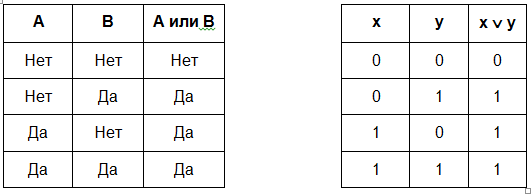 А В А или В
Нет Нет Нет
Нет Да Да
Да Нет Да
Да Да Да
x y x ∨ y
0 0 0
0 1 1
1 0 1
1 1 1